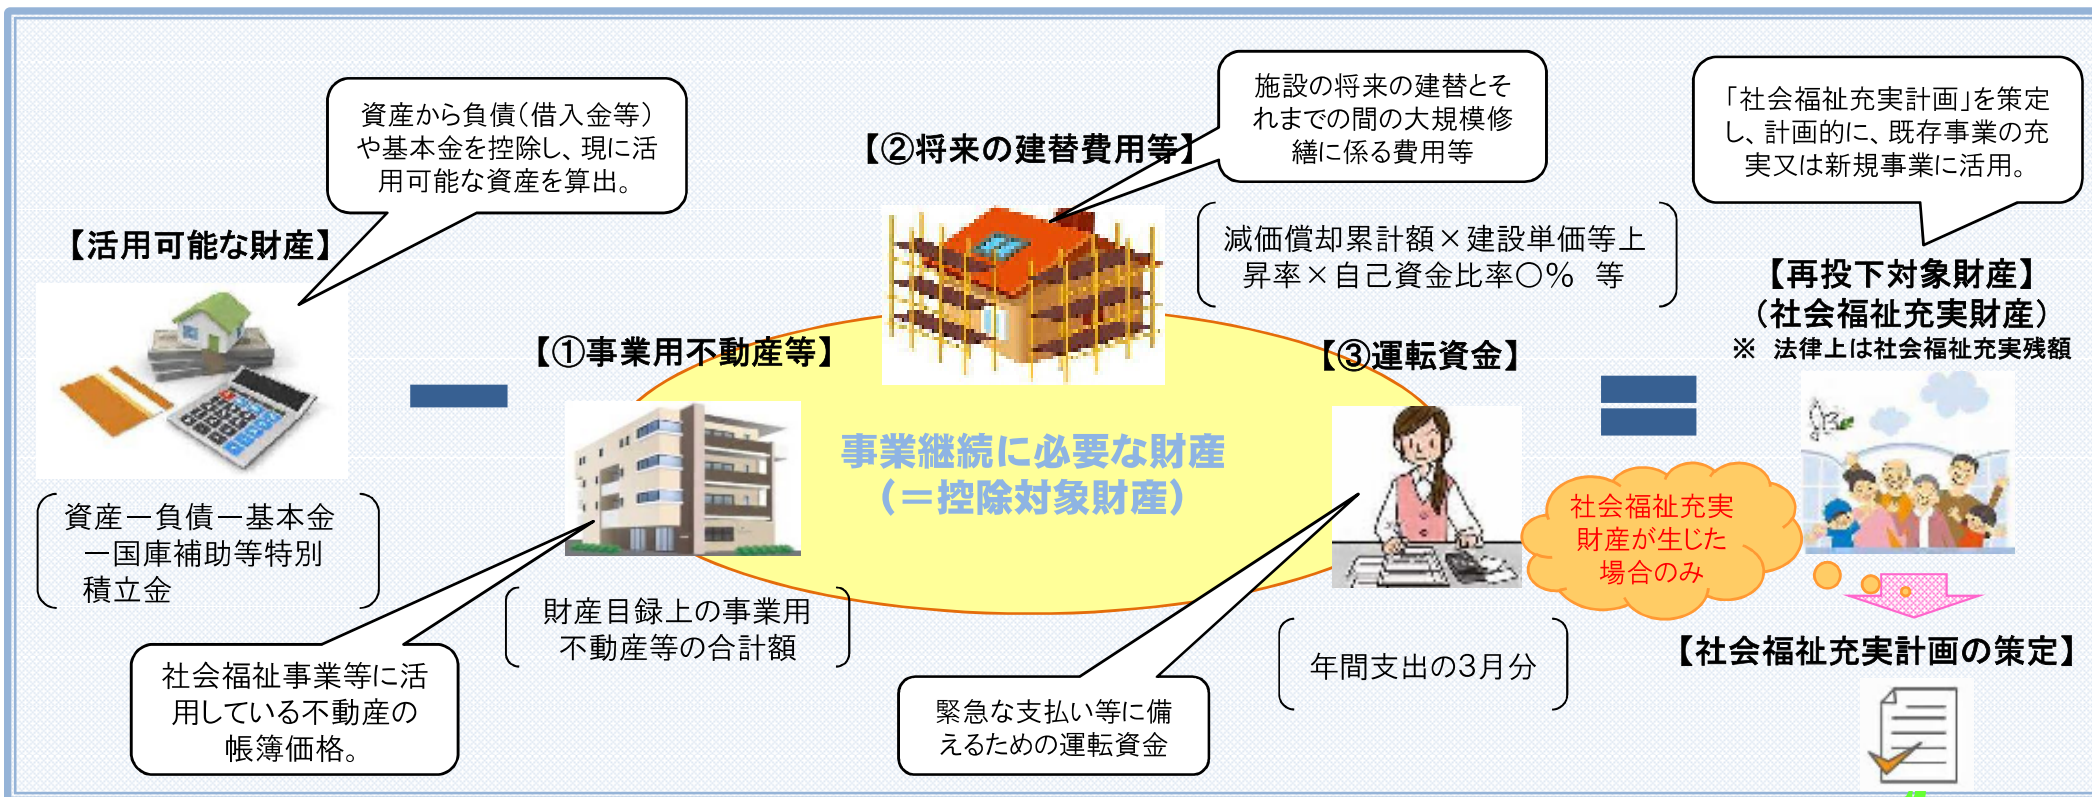 資産から負債(借入金等)
や基本金を控除し、現に活
用可能な資産を算出。
【活用可能な財産】
資産－負債－基本金
－国庫補助等特別
積立金
【①事業用不動産等】
財産目録上の事業用
不動産等の合計額
社会福祉事業等に活
用している不動産の
帳簿価格。
【②将来の建替費用等】
施設の将来の建替とそ
れまでの間の大規模修
繕に係る費用等
減価償却累計額×建設単価等上
昇率×自己資金比率○% 等
事業継続に必要な財産
(＝控除対象財産)
【③運転資金】
年間支出の3月分
緊急な支払い等に備
えるための運転資金
「社会福祉充実計画」を策定
し、計画的に、既存事業の充
実又は新規事業に活用。
【再投下対象財産】
(社会福祉充実財産)
※ 法律上は社会福祉充実残額
社会福祉充実
財産が生じた
場合のみ
【社会福祉充実計画の策定】